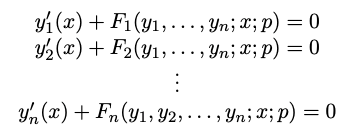 y′₁(x) + F₁(y₁, . . . , yₙ; x; p) = 0
y′₂(x) + F₂(y₁, . . . , yₙ; x; p) = 0
⋮
y′ₙ(x) + Fₙ(y₁, y₂, . . . , yₙ; x; p) = 0